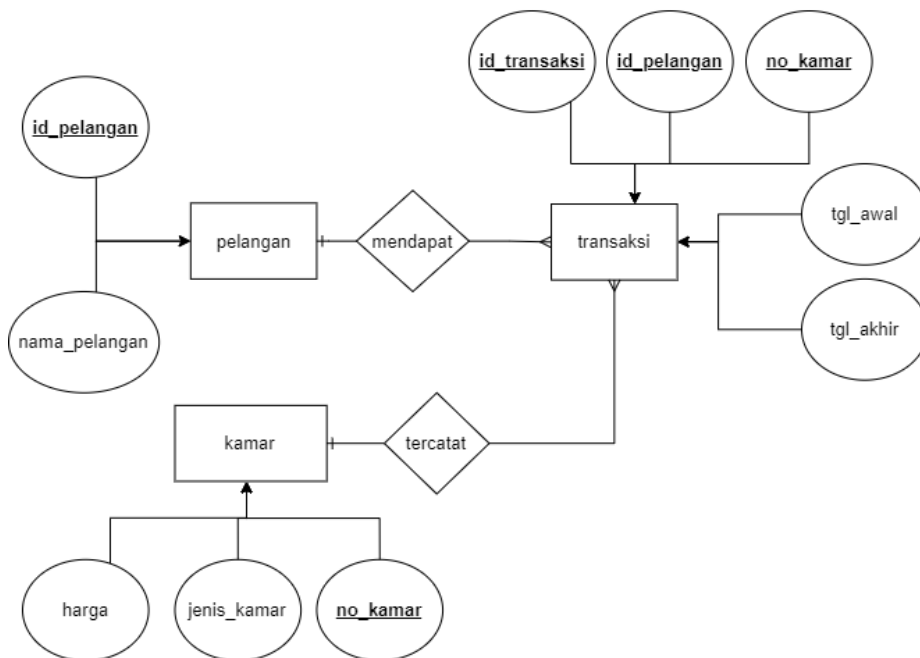 id_transaksi
id_pelangan
no_kamar
id_pelangan
pelangan
mendapat
transaksi
tgl_awal
nama_pelangan
tgl_akhir
kamar
tercatat
harga
jenis_kamar
no_kamar